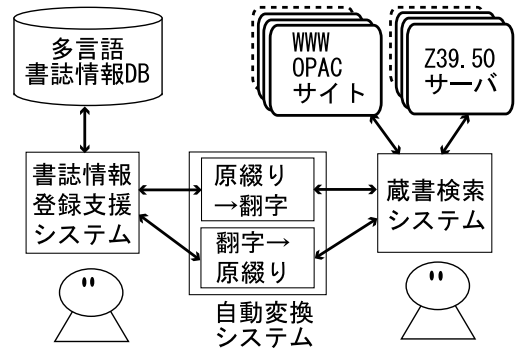 多言語
書誌情報DB
WWW
OPAC
サイト
Z39.50
サーバ
書誌情報
登録支援
システム
原綴り
→翻字
翻字→
原綴り
自動変換
システム
蔵書検索
システム